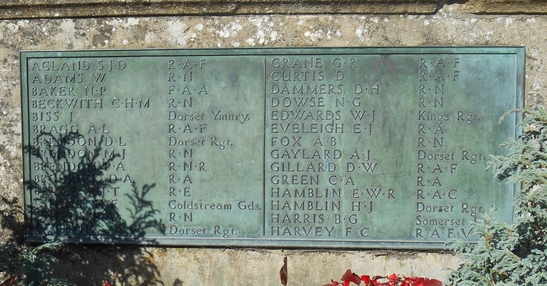 ACLAND S.J.D R.A.F
ADAMS W R.N
BAKER N.P F.A.A
BECKWITH C.H.M R.N
BISS J Dorset Ymnry.
BRAGG A.L R.A.F
D.L Dorset Rgt.
M.J R.N
R.N.R
R.A.N
R.E
Coldstream Gds.
R.N
Dorset Rgt.
CRANE G.R R.A.F
CURTIS D R.A.F
DAMMERS D.H R.N
DOWSE N.G R.N
EDWARDS W.J King's Rgt.
EVELEIGH E.J R.A
FOX A.B R.N
GAYLARD A.J Dorset Rgt.
GILLARD D.W R.A.F
GREEN C.A R.A
HAMBLIN F.W.R R.A.C
HAMBLIN H.J Dorset Rgt.
HARRIS B.G Somerset
HARVEY F.C R.A.F.V